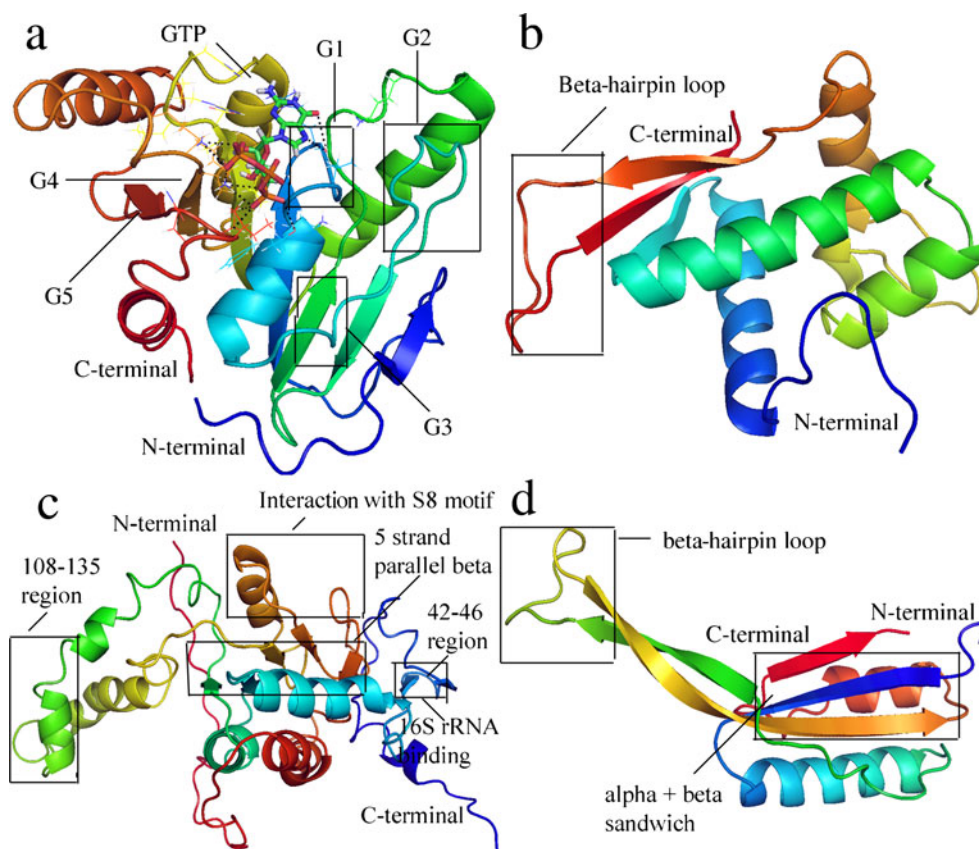 a
GTP
G1
G2
G4
G5
C-terminal
N-terminal
G3
b
Beta-hairpin loop
C-terminal
N-terminal
c
Interaction with S8 motif
N-terminal
5 strand
parallel beta
108-135
region
42-46
region
16S rRNA
binding
C-terminal
d
beta-hairpin loop
N-terminal
C-terminal
alpha + beta
sandwich